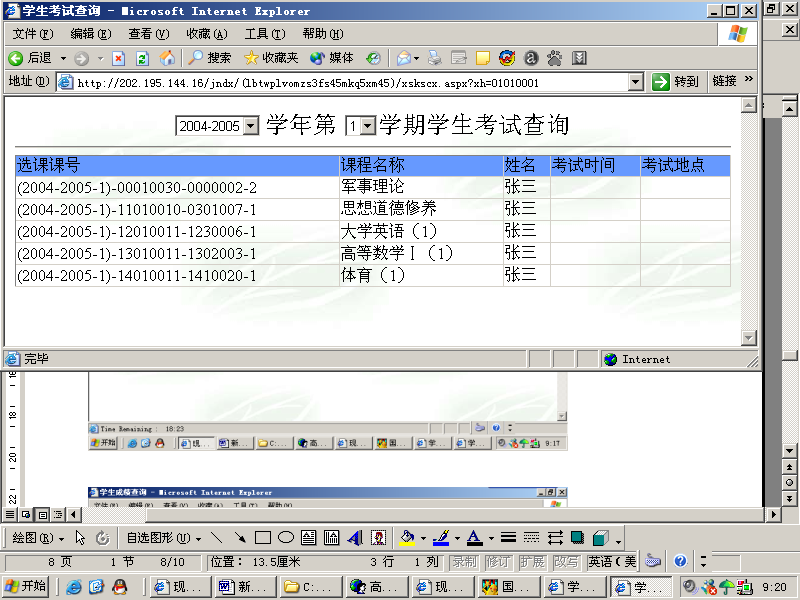 学生考试查询 - Microsoft Internet Explorer
文件(F) 编辑(E) 查看(V) 收藏(A) 工具(T) 帮助(H)
后退 搜索 收藏夹 媒体
地址(D) http://202.195.144.16/jndx/(lbtwplvomzs3fs45mkq5xm45)/xskscx.aspx?xh=01010001 转到 链接 »
2004-2005 学年第 1 学期学生考试查询
选课课号 课程名称 姓名 考试时间 考试地点
(2004-2005-1)-00010030-0000002-2 军事理论 张三
(2004-2005-1)-11010010-0301007-1 思想道德修养 张三
(2004-2005-1)-12010011-1230006-1 大学英语（1） 张三
(2004-2005-1)-13010011-1302003-1 高等数学Ⅰ（1） 张三
(2004-2005-1)-14010011-1410020-1 体育（1） 张三
完毕 Internet
16
18
20
22
Time Remaining : 18:23
开始 现... 新... C:... 高... 现... 国... 学... 学... 9:17
学生成绩查询 - Microsoft Internet Explorer
文件(F) 编辑(E) 查看(V) 收藏(A) 工具(T) 帮助(H)
绘图(R) 自选图形(U)
8 页 1 节 8/10 位置: 13.5厘米 3 行 1 列 录制 修订 扩展 改写 英语(美
开始 现... 新... C:... 高... 现... 国... 学... 学... 9:20